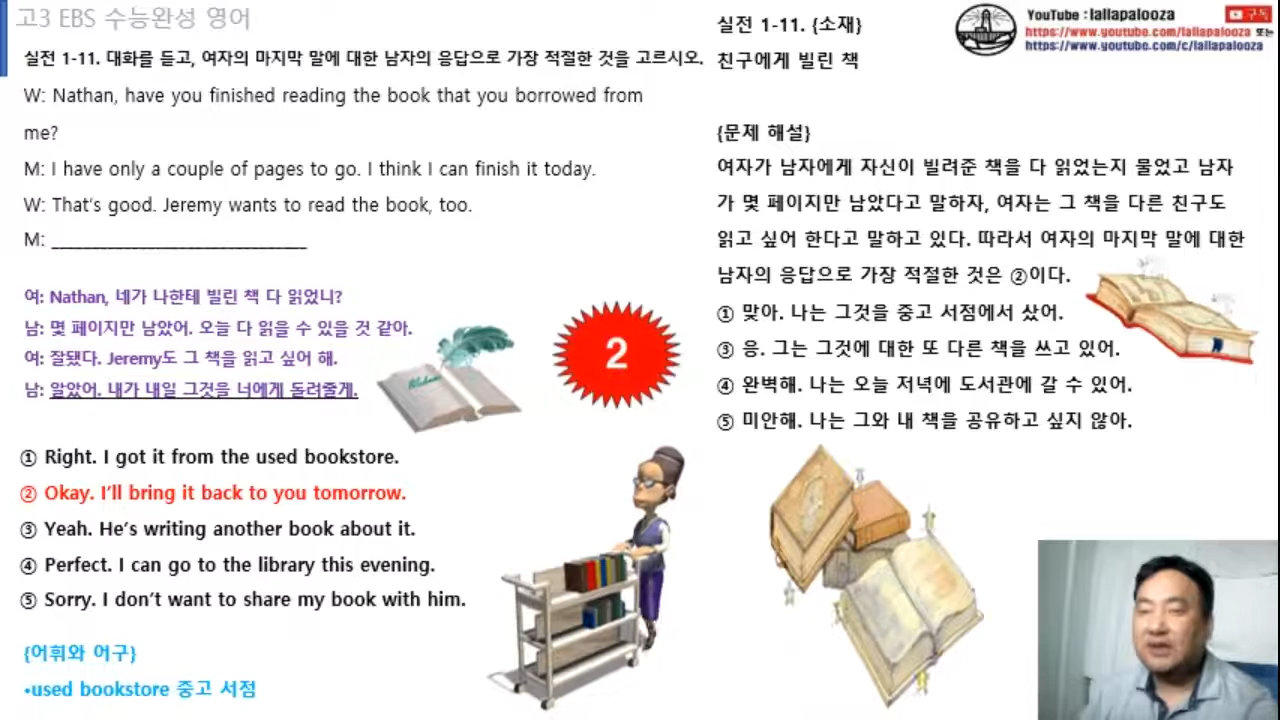 고3 EBS 수능완성 영어
실전 1-11. 대화를 듣고, 여자의 마지막 말에 대한 남자의 응답으로 가장 적절한 것을 고르시오.
W: Nathan, have you finished reading the book that you borrowed from
me?
M: I have only a couple of pages to go. I think I can finish it today.
W: That's good. Jeremy wants to read the book, too.
M: ______________________________
여: Nathan, 네가 나한테 빌린 책 다 읽었니?
남: 몇 페이지만 남았어. 오늘 다 읽을 수 있을 것 같아.
여: 잘됐다. Jeremy도 그 책을 읽고 싶어 해.
남: 알았어. 내가 내일 그것을 너에게 돌려줄게.
2
① Right. I got it from the used bookstore.
② Okay. I'll bring it back to you tomorrow.
③ Yeah. He's writing another book about it.
④ Perfect. I can go to the library this evening.
⑤ Sorry. I don't want to share my book with him.
{어휘와 어구}
•used bookstore 중고 서점
실전 1-11. {소재}
친구에게 빌린 책
{문제 해설}
여자가 남자에게 자신이 빌려준 책을 다 읽었는지 물었고 남자
가 몇 페이지만 남았다고 말하자, 여자는 그 책을 다른 친구도
읽고 싶어 한다고 말하고 있다. 따라서 여자의 마지막 말에 대한
남자의 응답으로 가장 적절한 것은 ②이다.
① 맞아. 나는 그것을 중고 서점에서 샀어.
③ 응. 그는 그것에 대한 또 다른 책을 쓰고 있어.
④ 완벽해. 나는 오늘 저녁에 도서관에 갈 수 있어.
⑤ 미안해. 나는 그와 내 책을 공유하고 싶지 않아.
YouTube : lallapalooza
구독
https://www.youtube.com/lallapalooza 또는
https://www.youtube.com/c/lallapalooza